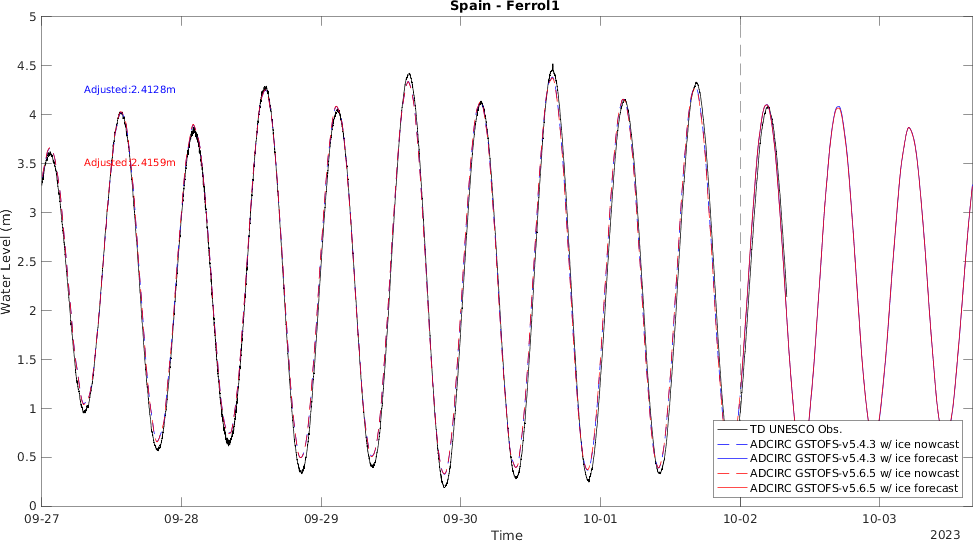 Spain - Ferrol1
5
4.5
4
3.5
3
2.5
2
1.5
1
0.5
0
Water Level (m)
Adjusted:2.4128m
Adjusted:2.4159m
TD UNESCO Obs.
ADCIRC GSTOFS-v5.4.3 w/ ice nowcast
ADCIRC GSTOFS-v5.4.3 w/ ice forecast
ADCIRC GSTOFS-v5.6.5 w/ ice nowcast
ADCIRC GSTOFS-v5.6.5 w/ ice forecast
09-27 09-28 09-29 09-30 10-01 10-02 10-03
Time
2023